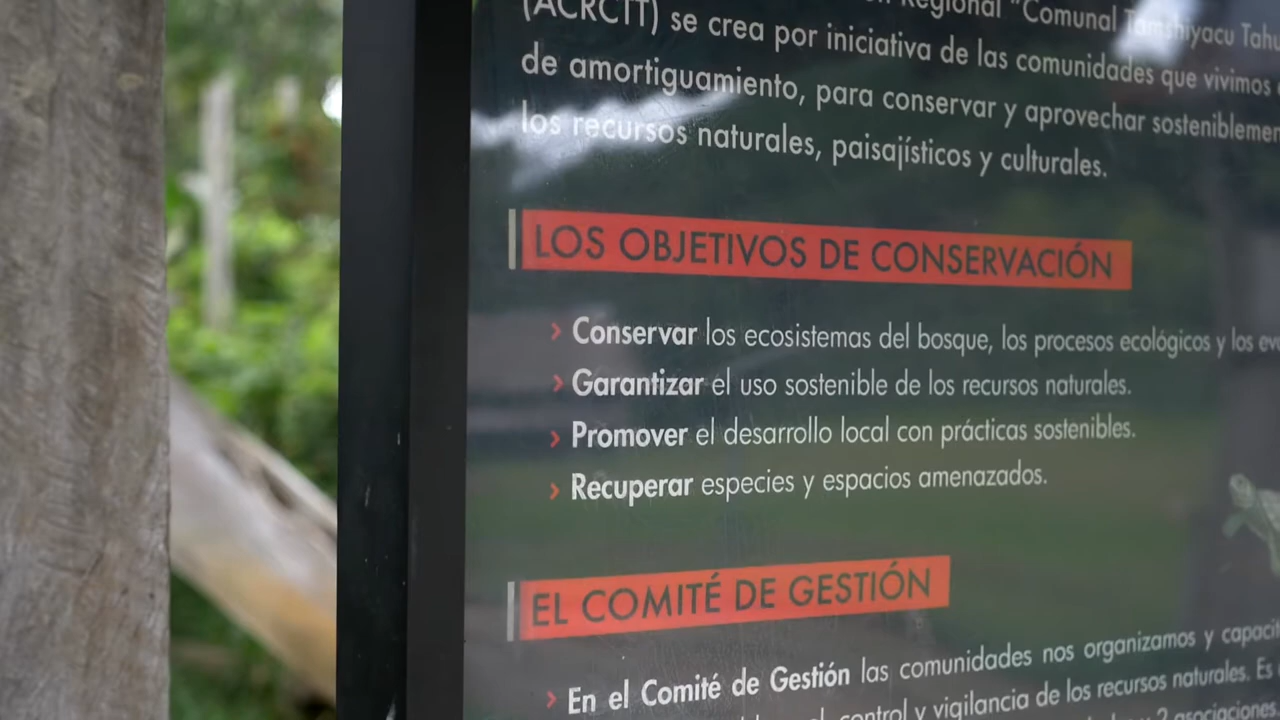 (ACRCTT) se crea por iniciativa de las comunidades que vivimos
de amortiguamiento, para conservar y aprovechar
los recursos naturales, paisajísticos y culturales.
LOS OBJETIVOS DE CONSERVACIÓN
› Conservar los ecosistemas del bosque, los procesos ecológicos y los
› Garantizar el uso sostenible de los recursos naturales.
› Promover el desarrollo local con prácticas sostenibles.
› Recuperar especies y espacios amenazados.
EL COMITÉ DE GESTIÓN
› En el Comité de Gestión las comunidades nos organizamos y
control y vigilancia de los recursos naturales. Es
2 asociaciones